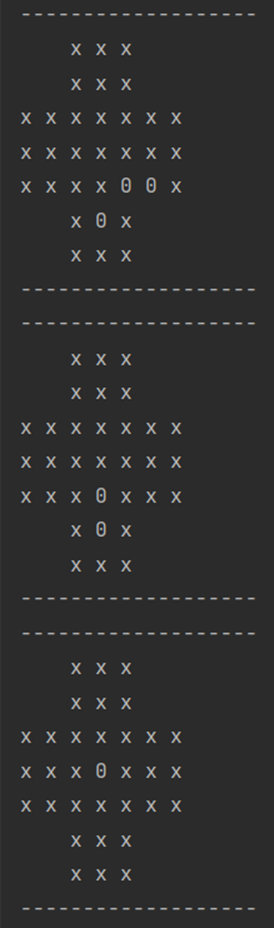 -------------------
    x x x
    x x x
x x x x x x x
x x x x x x x
x x x x 0 0 x
    x 0 x
    x x x
-------------------
-------------------
    x x x
    x x x
x x x x x x x
x x x x x x x
x x x 0 x x x
    x 0 x
    x x x
-------------------
-------------------
    x x x
    x x x
x x x x x x x
x x x 0 x x x
x x x x x x x
    x x x
    x x x
-------------------